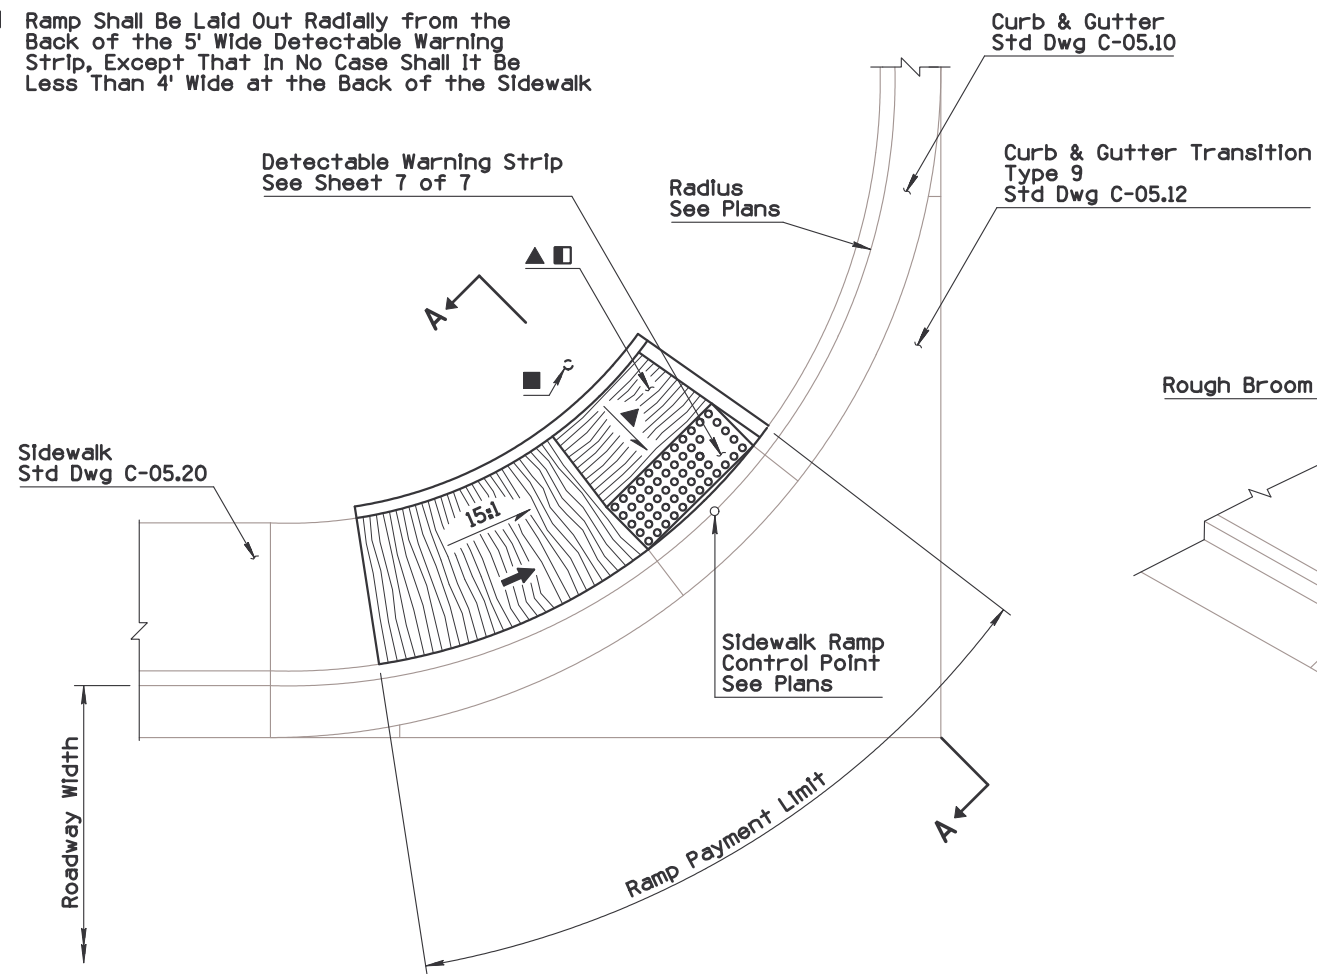 Ramp Shall Be Laid Out Radially from the
Back of the 5' Wide Detectable Warning
Strip, Except That In No Case Shall It Be
Less Than 4' Wide at the Back of the Sidewalk
Curb & Gutter
Std Dwg C-05.10
Detectable Warning Strip
See Sheet 7 of 7
Radius
See Plans
Curb & Gutter Transition
Type 9
Std Dwg C-05.12
A
Rough Broom
Sidewalk
Std Dwg C-05.20
15:1
Sidewalk Ramp
Control Point
See Plans
Roadway Width
Ramp Payment Limit
A